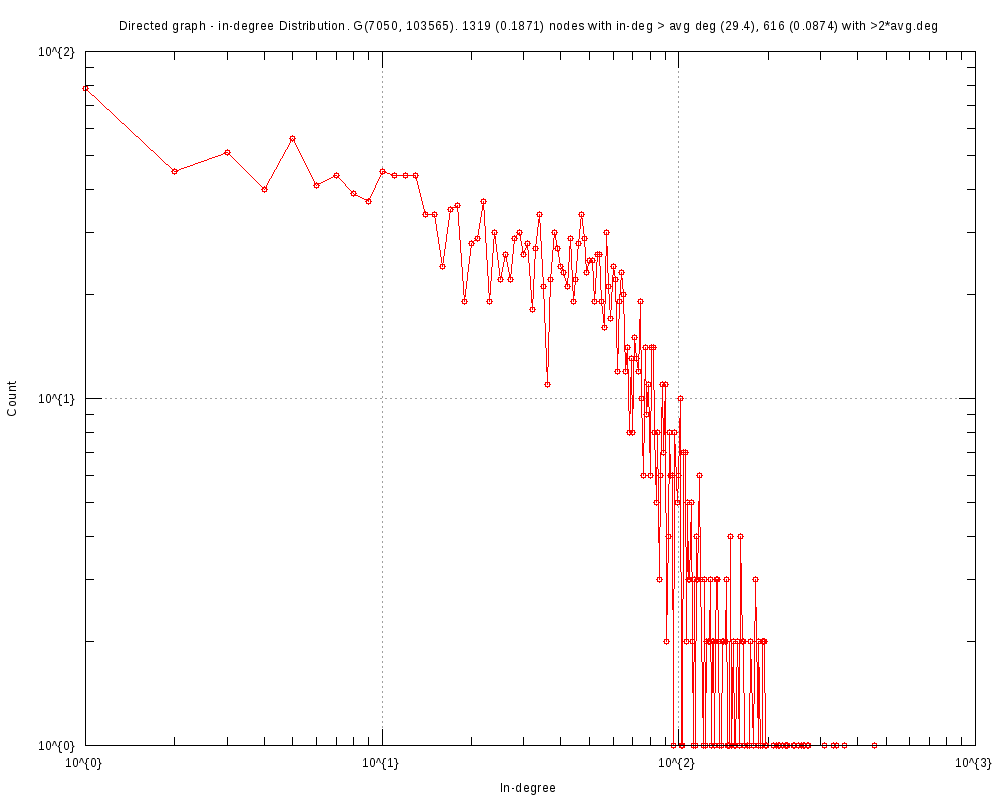 Directed graph - in-degree Distribution. G(7050, 103565). 1319 (0.1871) nodes with in-deg > avg deg (29.4), 616 (0.0874) with >2*avg.deg
10^{2}
10^{1}
10^{0}
Count
10^{0}
10^{1}
10^{2}
10^{3}
In-degree